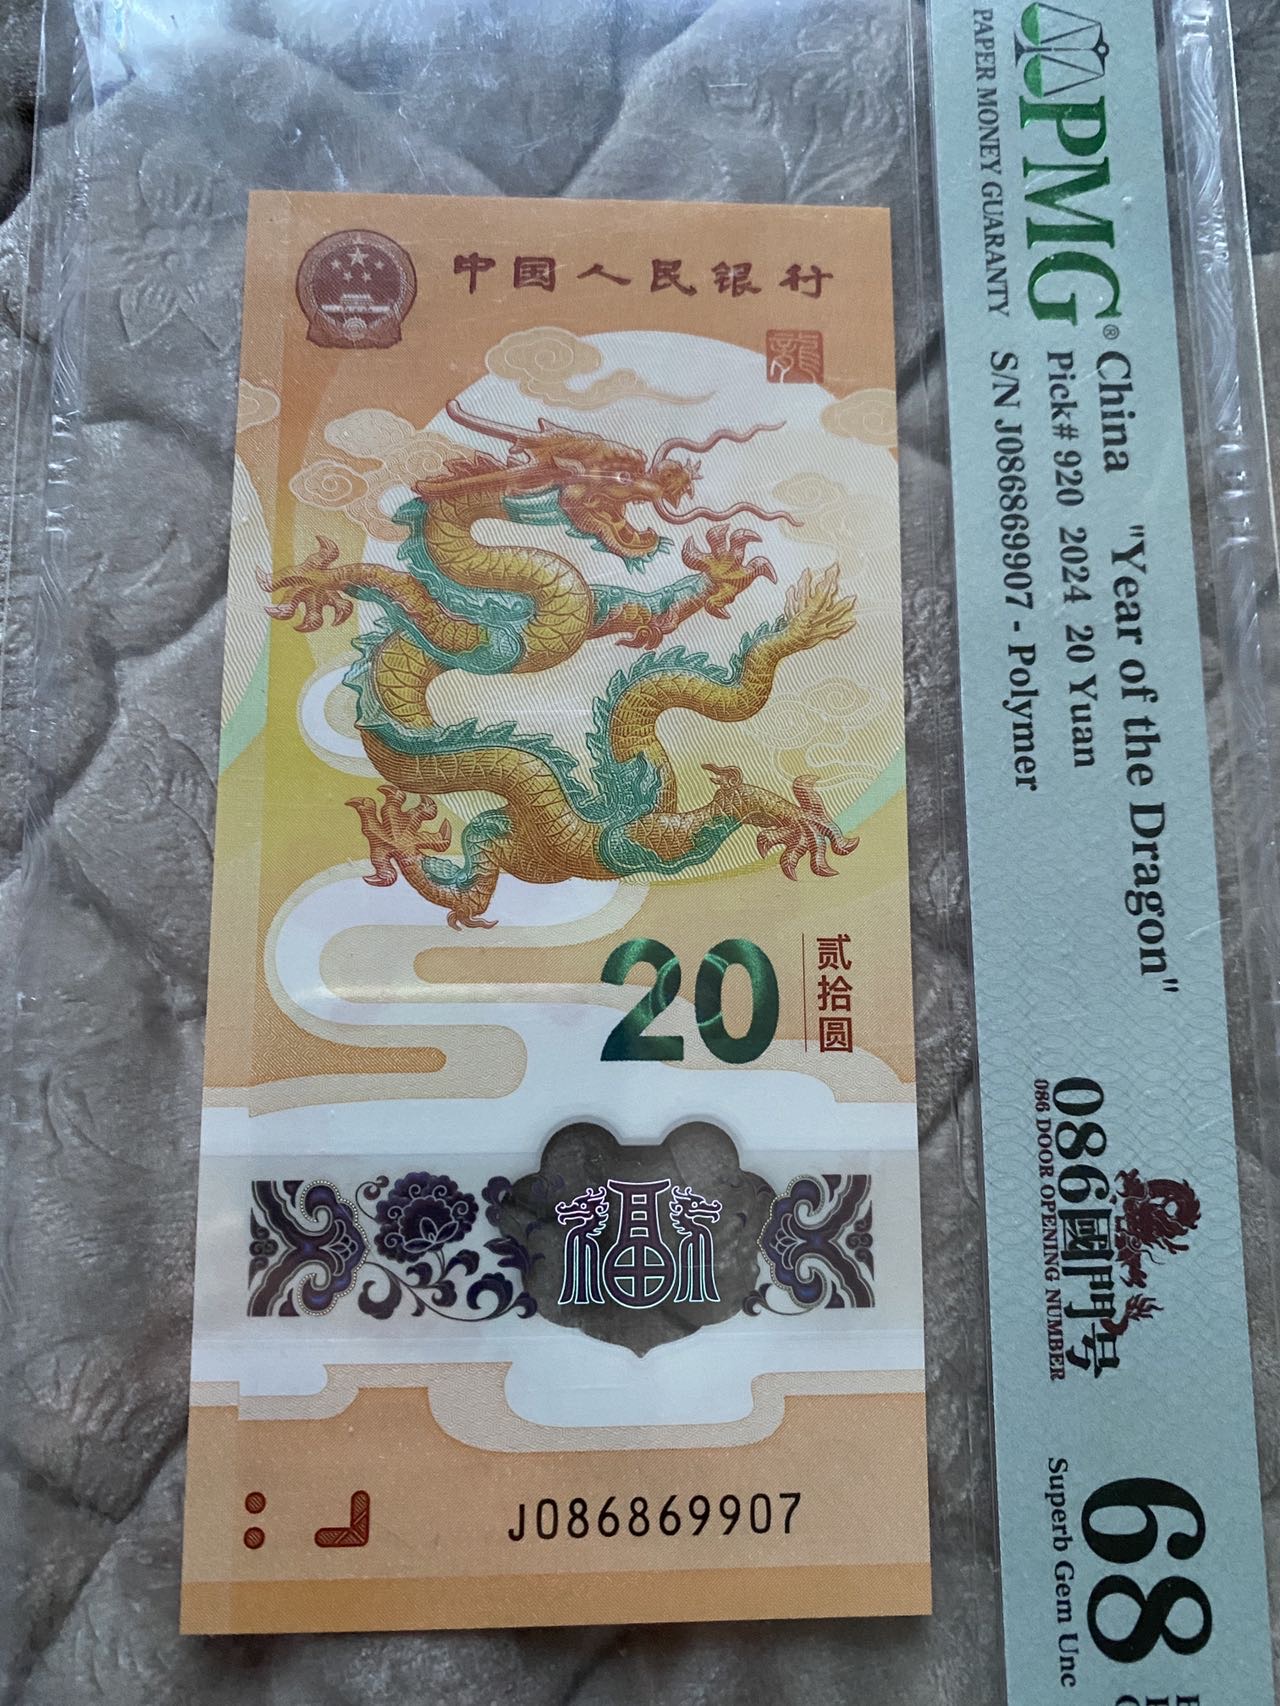 中国人民银行
龍
20
贰拾圆
福
J086869907
PMG®
PAPER MONEY GUARANTY
China "Year of the Dragon"
Pick# 920 2024 20 Yuan
S/N J086869907 - Polymer
086國門号
086 DOOR OPENING NUMBER
68
Superb Gem Unc